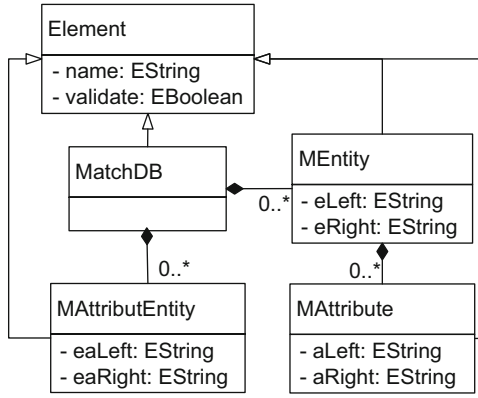 Element
- name: EString
- validate: EBoolean
MatchDB
MEntity
- eLeft: EString
- eRight: EString
0..*
0..*
0..*
MAttributEntity
- eaLeft: EString
- eaRight: EString
MAttribute
- aLeft: EString
- aRight: EString